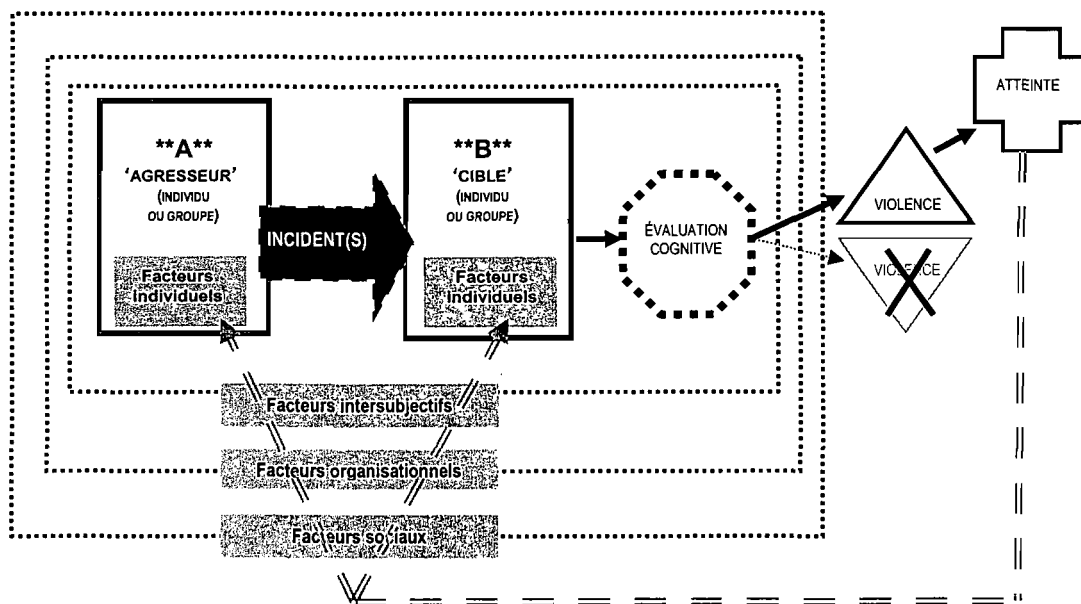 **A**
'AGRESSEUR'
(INDIVIDU
OU GROUPE)
Facteurs
Individuels
INCIDENT(S)
**B**
'CIBLE'
(INDIVIDU
OU GROUPE)
Facteurs
Individuels
ÉVALUATION
COGNITIVE
VIOLENCE
VIOLENCE
ATTEINTE
Facteurs intersubjectifs
Facteurs organisationnels
Facteurs sociaux